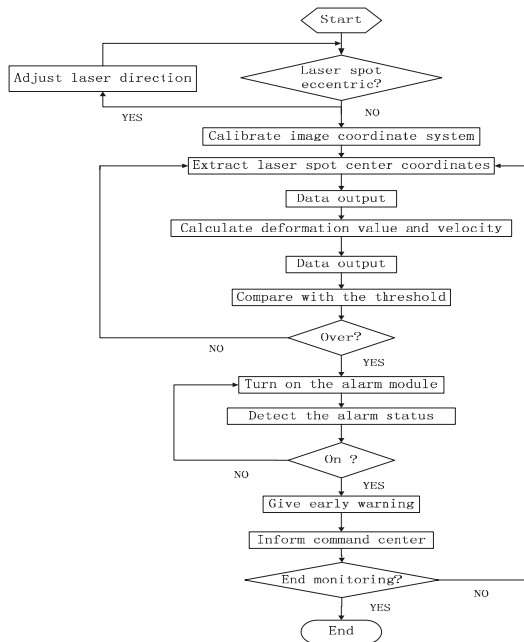 Start
Laser spot
eccentric?
Adjust laser direction
YES
NO
Calibrate image coordinate system
Extract laser spot center coordinates
Data output
Calculate deformation value and velocity
Data output
Compare with the threshold
Over?
NO
YES
Turn on the alarm module
Detect the alarm status
On ?
NO
YES
Give early warning
Inform command center
End monitoring?
NO
YES
End